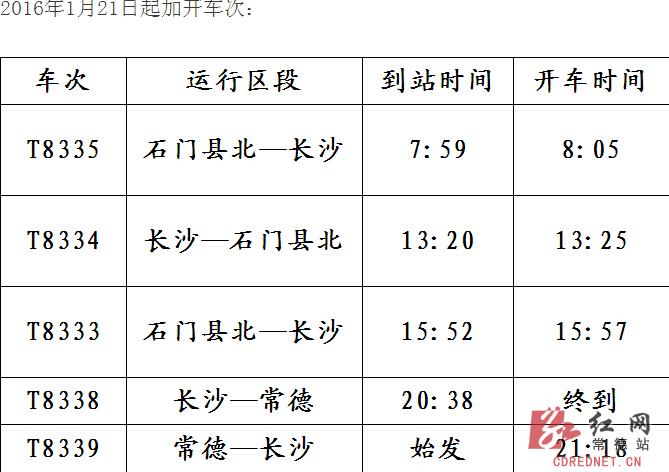 2016年1月21日起加开车次：
车次 运行区段 到站时间 开车时间
T8335 石门县北—长沙 7:59 8:05
T8334 长沙—石门县北 13:20 13:25
T8333 石门县北—长沙 15:52 15:57
T8338 长沙—常德 20:38 终到
T8339 常德—长沙 始发 21:18
红网
常德站
CDREDNET.CN